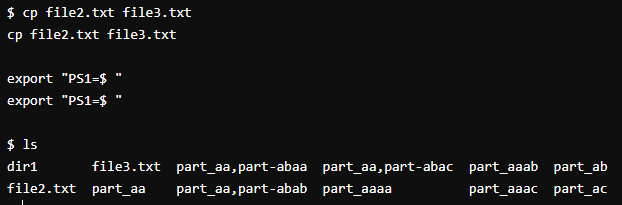 $ cp file2.txt file3.txt
cp file2.txt file3.txt
export "PS1=$ "
export "PS1=$ "
$ ls
dir1 file3.txt part_aa,part-abaa part_aa,part-abac part_aaab part_ab
file2.txt part_aa part_aa,part-abab part_aaaa part_aaac part_ac